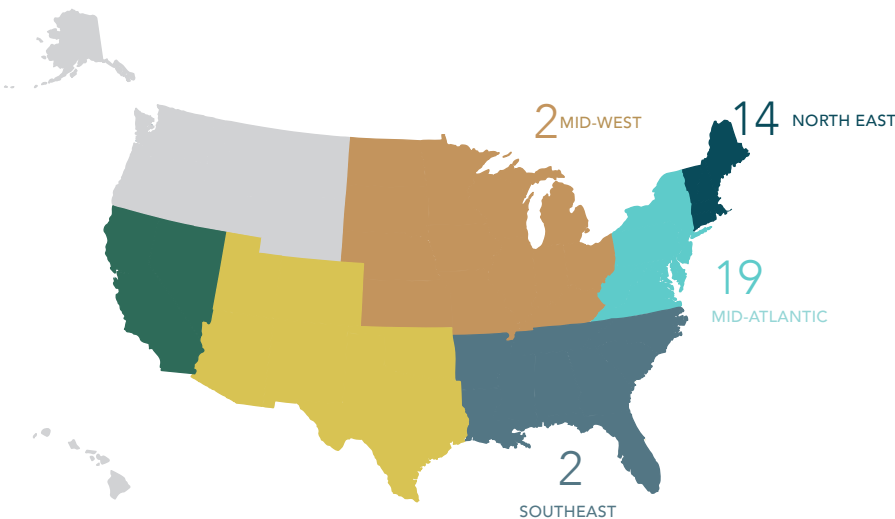 2 MID-WEST
14 NORTH EAST
19
MID-ATLANTIC
2
SOUTHEAST